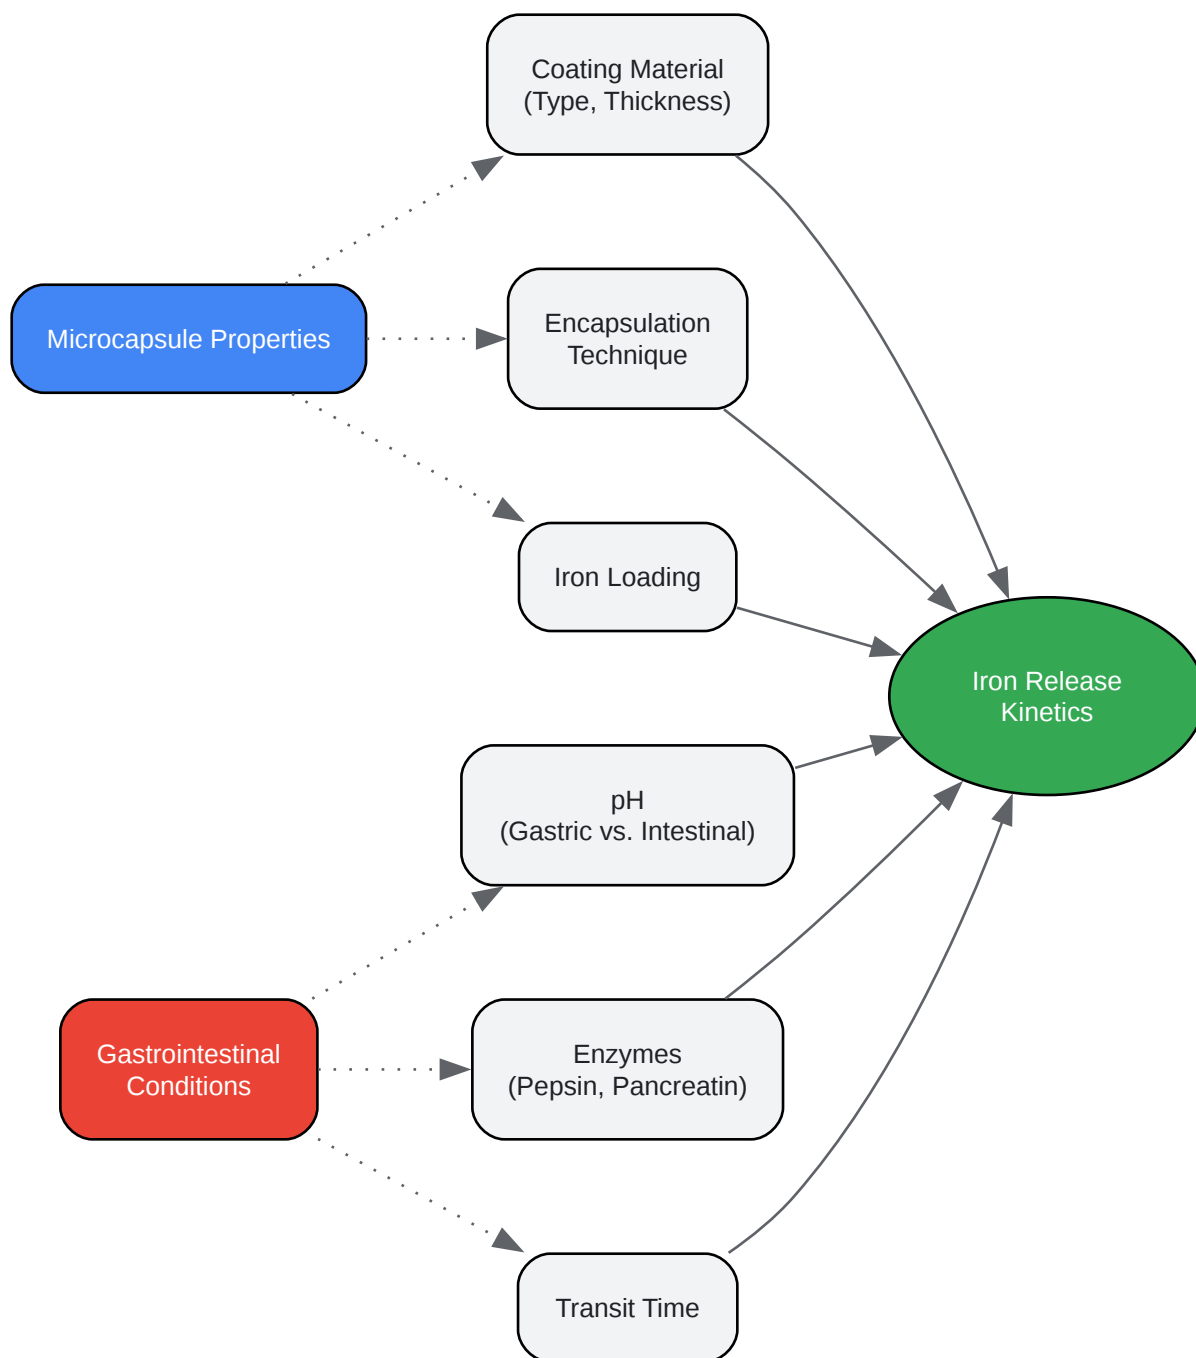 Coating Material
(Type, Thickness)
Microcapsule Properties
Encapsulation
Technique
Iron Loading
Iron Release
Kinetics
pH
(Gastric vs. Intestinal)
Gastrointestinal
Conditions
Enzymes
(Pepsin, Pancreatin)
Transit Time